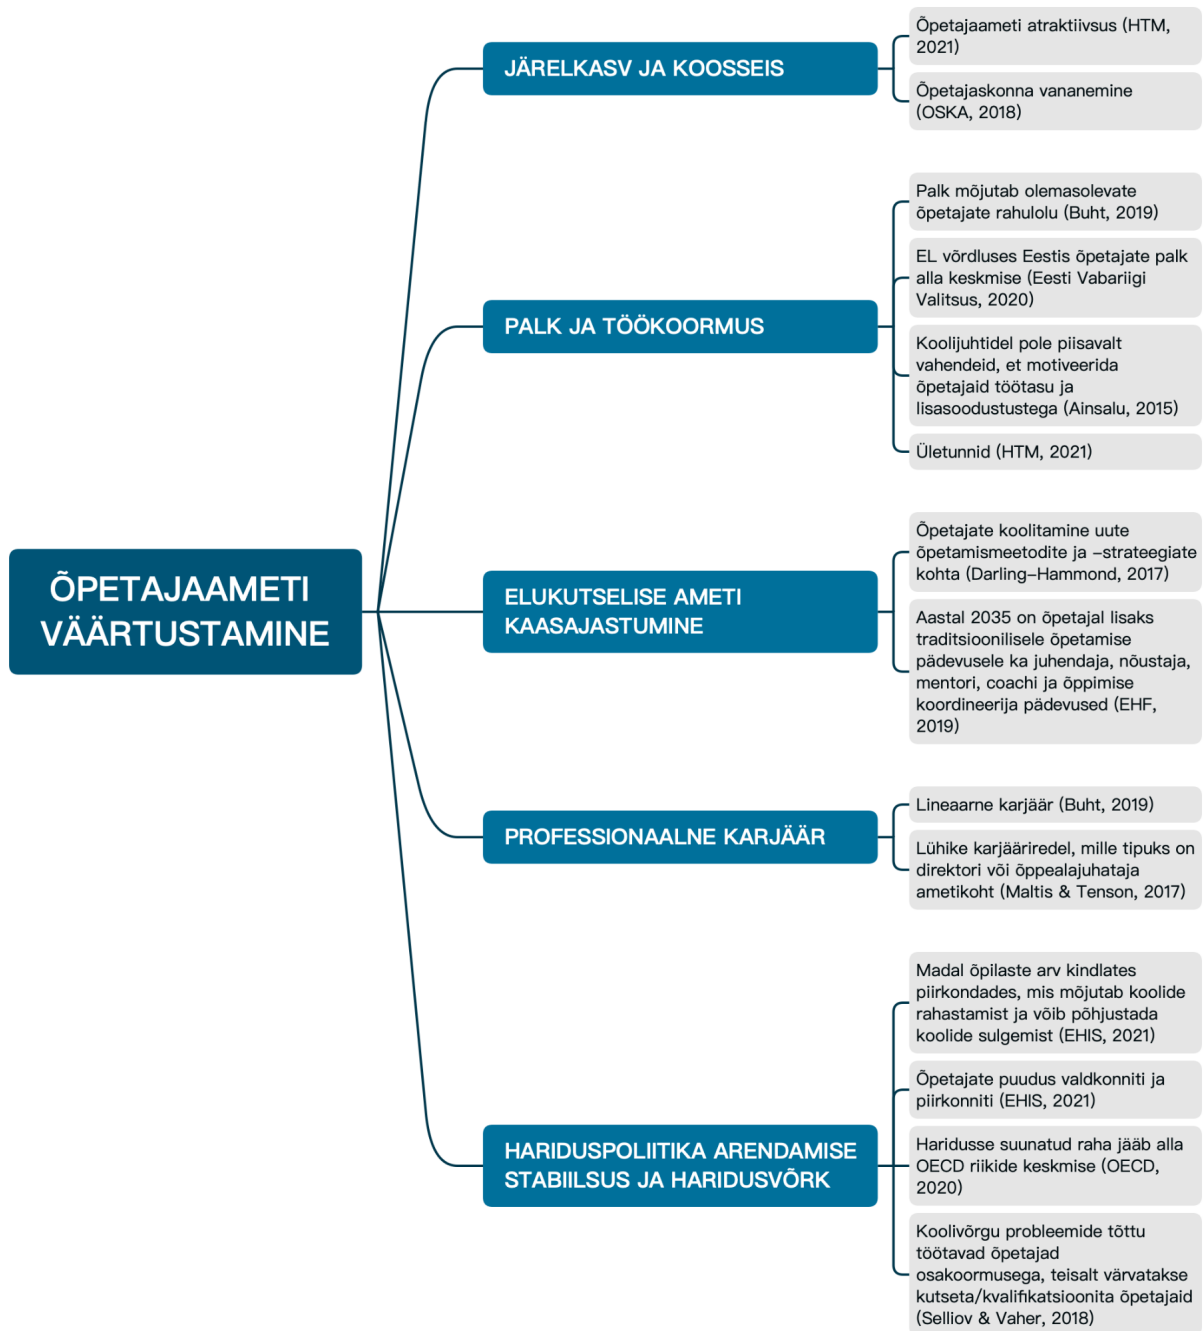 ÕPETAJAAMETI
VÄÄRTUSTAMINE
JÄRELKASV JA KOOSSEIS
Õpetajaameti atraktiivsus (HTM,
2021)
Õpetajaskonna vananemine
(OSKA, 2018)
PALK JA TÖÖKOORMUS
Palk mõjutab olemasolevate
õpetajate rahulolu (Buht, 2019)
EL võrdluses Eestis õpetajate palk
alla keskmise (Eesti Vabariigi
Valitsus, 2020)
Koolijuhtidel pole piisavalt
vahendeid, et motiveerida
õpetajaid töötasu ja
lisasoodustustega (Ainsalu, 2015)
Ületunnid (HTM, 2021)
ELUKUTSELISE AMETI
KAASAJASTUMINE
Õpetajate koolitamine uute
õpetamismeetodite ja -strateegiate
kohta (Darling-Hammond, 2017)
Aastal 2035 on õpetajal lisaks
traditsioonilisele õpetamise
pädevusele ka juhendaja, nõustaja,
mentori, coachi ja õppimise
koordineerija pädevused (EHF,
2019)
PROFESSIONAALNE KARJÄÄR
Lineaarne karjäär (Buht, 2019)
Lühike karjääriredel, mille tipuks on
direktori või õppealajuhataja
ametikoht (Maltis & Tenson, 2017)
HARIDUSPOLIITIKA ARENDAMISE
STABIILSUS JA HARIDUSVÕRK
Madal õpilaste arv kindlates
piirkondades, mis mõjutab koolide
rahastamist ja võib põhjustada
koolide sulgemist (EHIS, 2021)
Õpetajate puudus valdkonniti ja
piirkonniti (EHIS, 2021)
Haridusse suunatud raha jääb alla
OECD riikide keskmise (OECD,
2020)
Koolivõrgu probleemide tõttu
töötavad õpetajad
osakoormusega, teisalt värvatakse
kutseta/kvalifikatsioonita õpetajaid
(Selliov & Vaher, 2018)